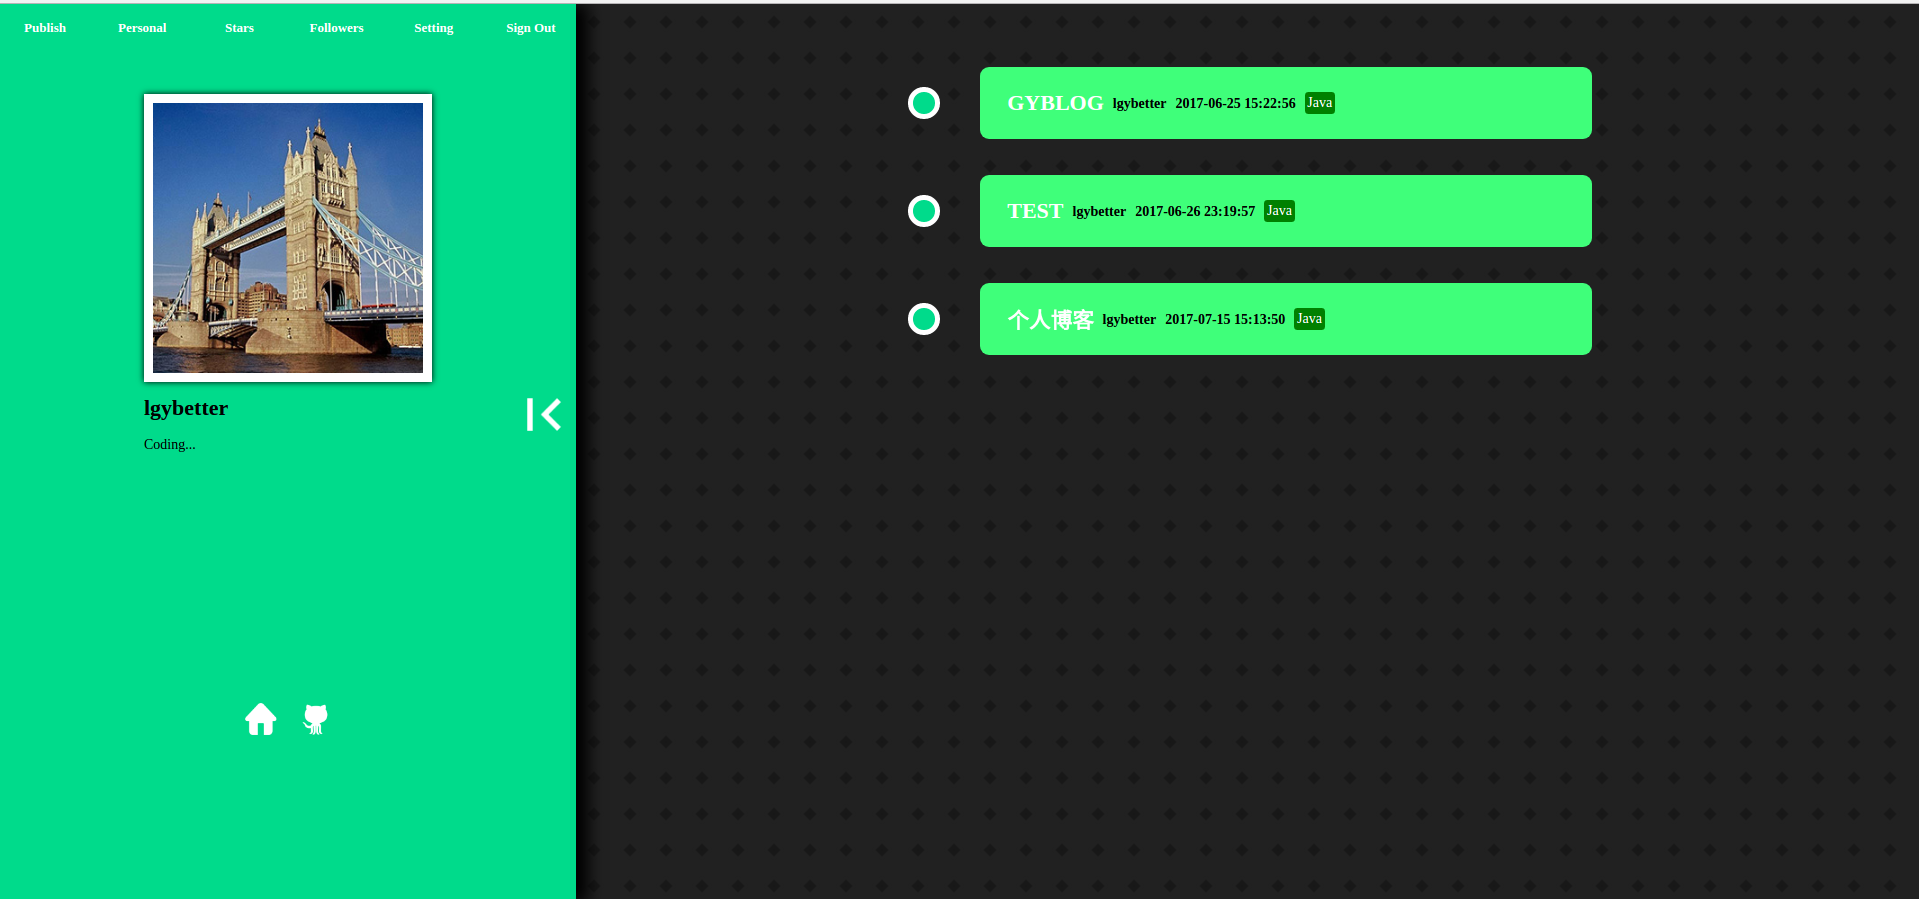 Publish Personal Stars Followers Setting Sign Out
lgybetter
Coding...
GYBLOG lgybetter 2017-06-25 15:22:56 Java
TEST lgybetter 2017-06-26 23:19:57 Java
个人博客 lgybetter 2017-07-15 15:13:50 Java